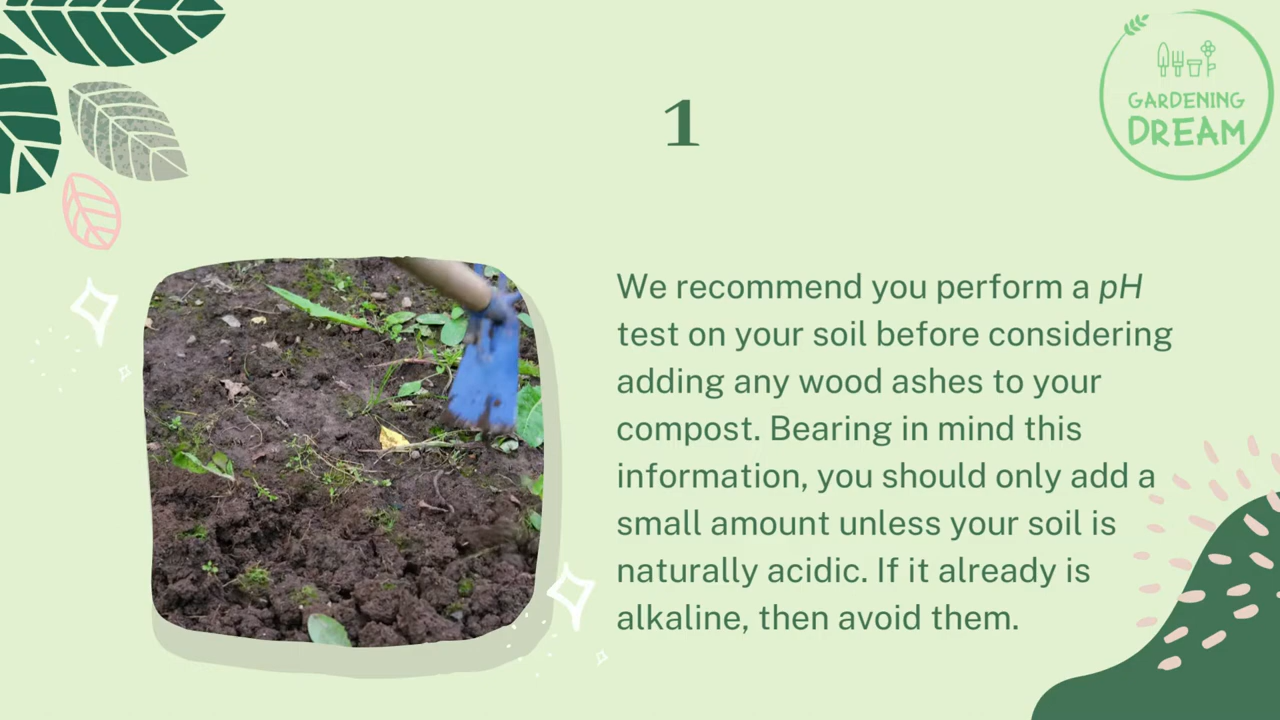 GARDENING
DREAM
1
We recommend you perform a pH
test on your soil before considering
adding any wood ashes to your
compost. Bearing in mind this
information, you should only add a
small amount unless your soil is
naturally acidic. If it already is
alkaline, then avoid them.